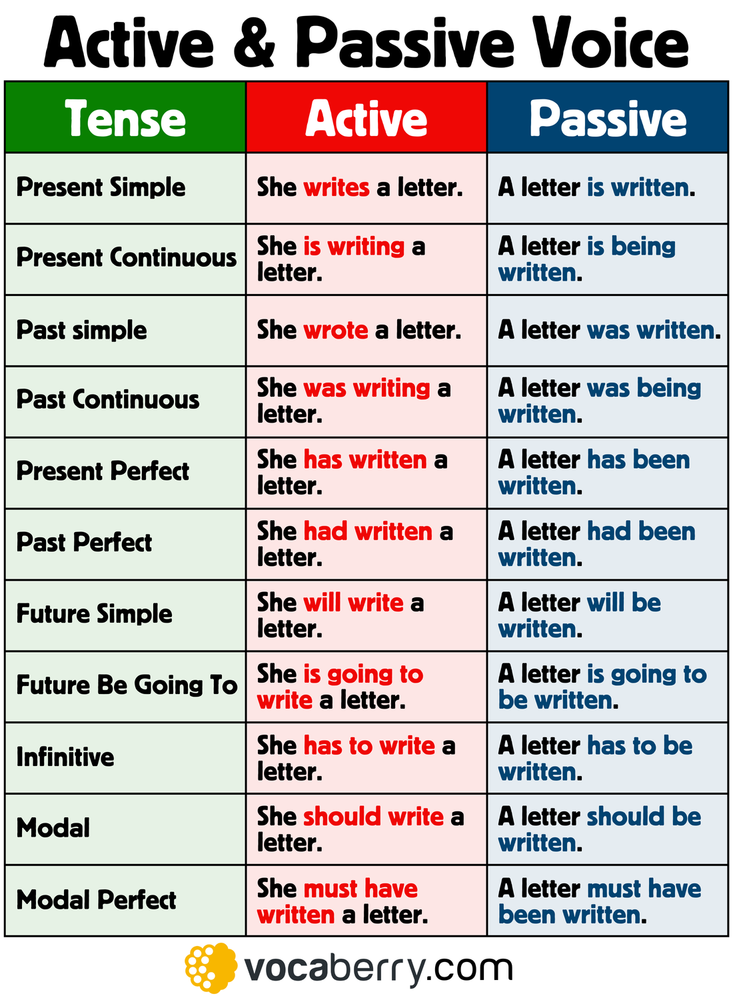 Active & Passive Voice
Tense
Active
Passive
Present Simple
She writes a letter.
A letter is written.
Present Continuous
She is writing a
letter.
A letter is being
written.
Past simple
She wrote a letter.
A letter was written.
Past Continuous
She was writing a
letter.
A letter was being
written.
Present Perfect
She has written a
letter.
A letter has been
written.
Past Perfect
She had written a
letter.
A letter had been
written.
Future Simple
She will write a
letter.
A letter will be
written.
Future Be Going To
She is going to
write a letter.
A letter is going to
be written.
Infinitive
She has to write a
letter.
A letter has to be
written.
Modal
She should write a
letter.
A letter should be
written.
Modal Perfect
She must have
written a letter.
A letter must have
been written.
vocaberry.com